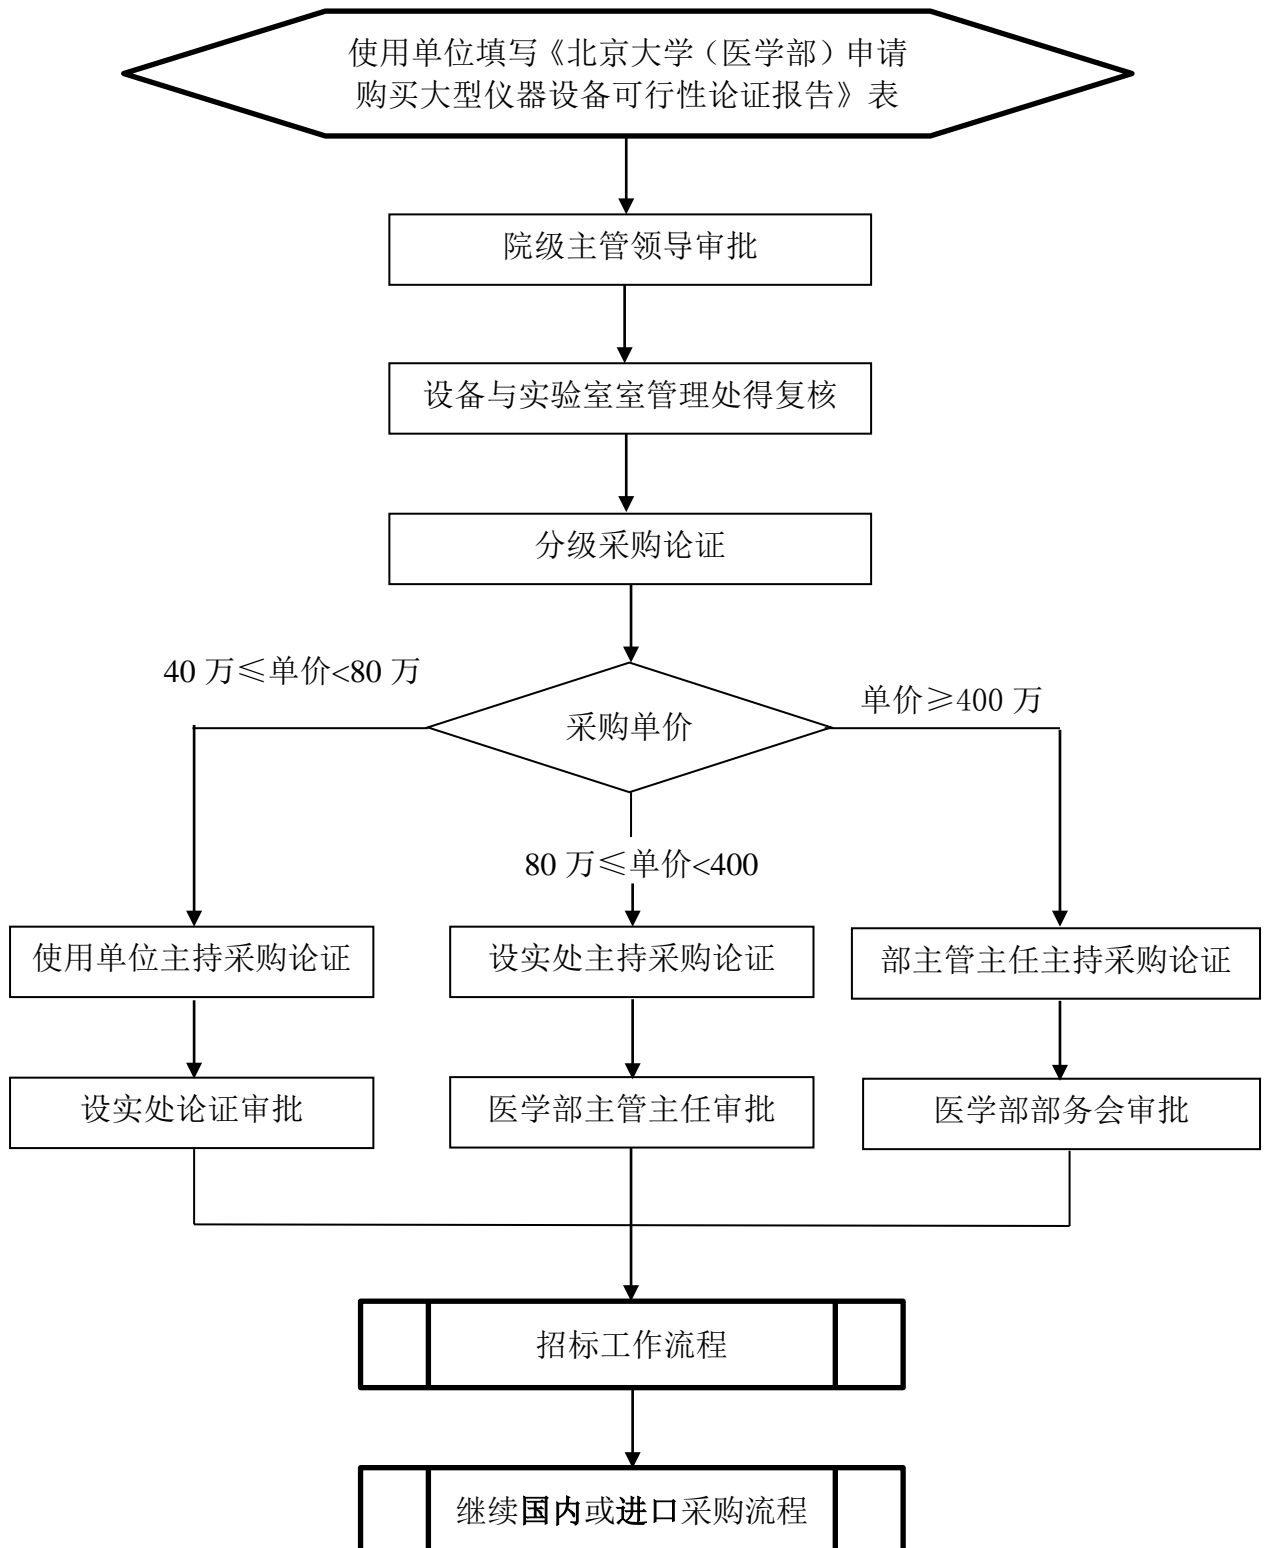 使用单位填写《北京大学（医学部）申请
购买大型仪器设备可行性论证报告》表
院级主管领导审批
设备与实验室室管理处得复核
分级采购论证
40 万≤单价<80 万
单价≥400 万
采购单价
80 万≤单价<400
使用单位主持采购论证
设实处主持采购论证
部主管主任主持采购论证
设实处论证审批
医学部主管主任审批
医学部部务会审批
招标工作流程
继续国内或进口采购流程